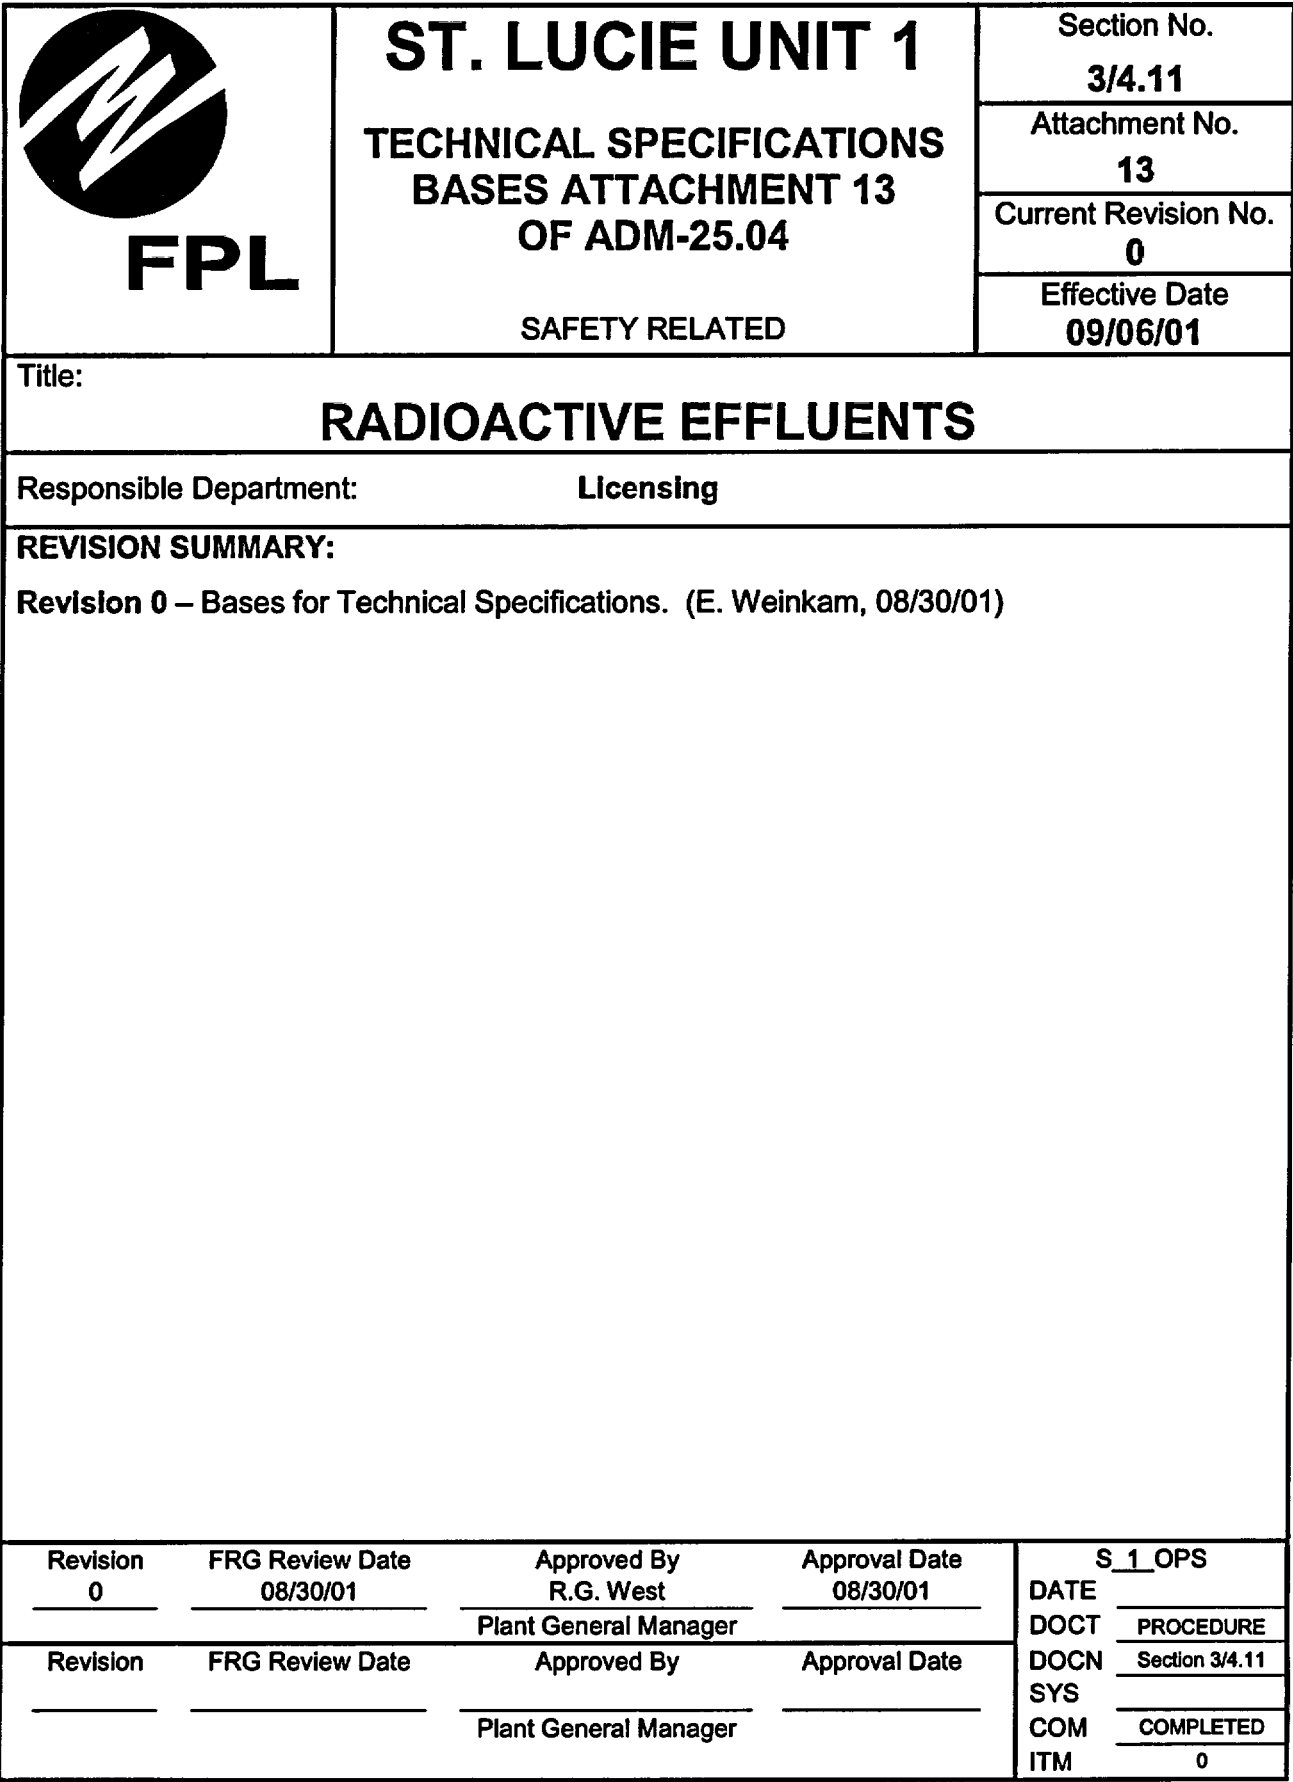 FPL
ST. LUCIE UNIT 1
TECHNICAL SPECIFICATIONS
BASES ATTACHMENT 13
OF ADM-25.04
SAFETY RELATED
Section No.
3/4.11
Attachment No.
13
Current Revision No.
0
Effective Date
09/06/01
Title:
RADIOACTIVE EFFLUENTS
Responsible Department: Licensing
REVISION SUMMARY:
Revision 0 – Bases for Technical Specifications. (E. Weinkam, 08/30/01)
Revision FRG Review Date Approved By Approval Date
0 08/30/01 R.G. West 08/30/01
Plant General Manager
Revision FRG Review Date Approved By Approval Date
Plant General Manager
S_1_OPS
DATE
DOCT PROCEDURE
DOCN Section 3/4.11
SYS
COM COMPLETED
ITM 0